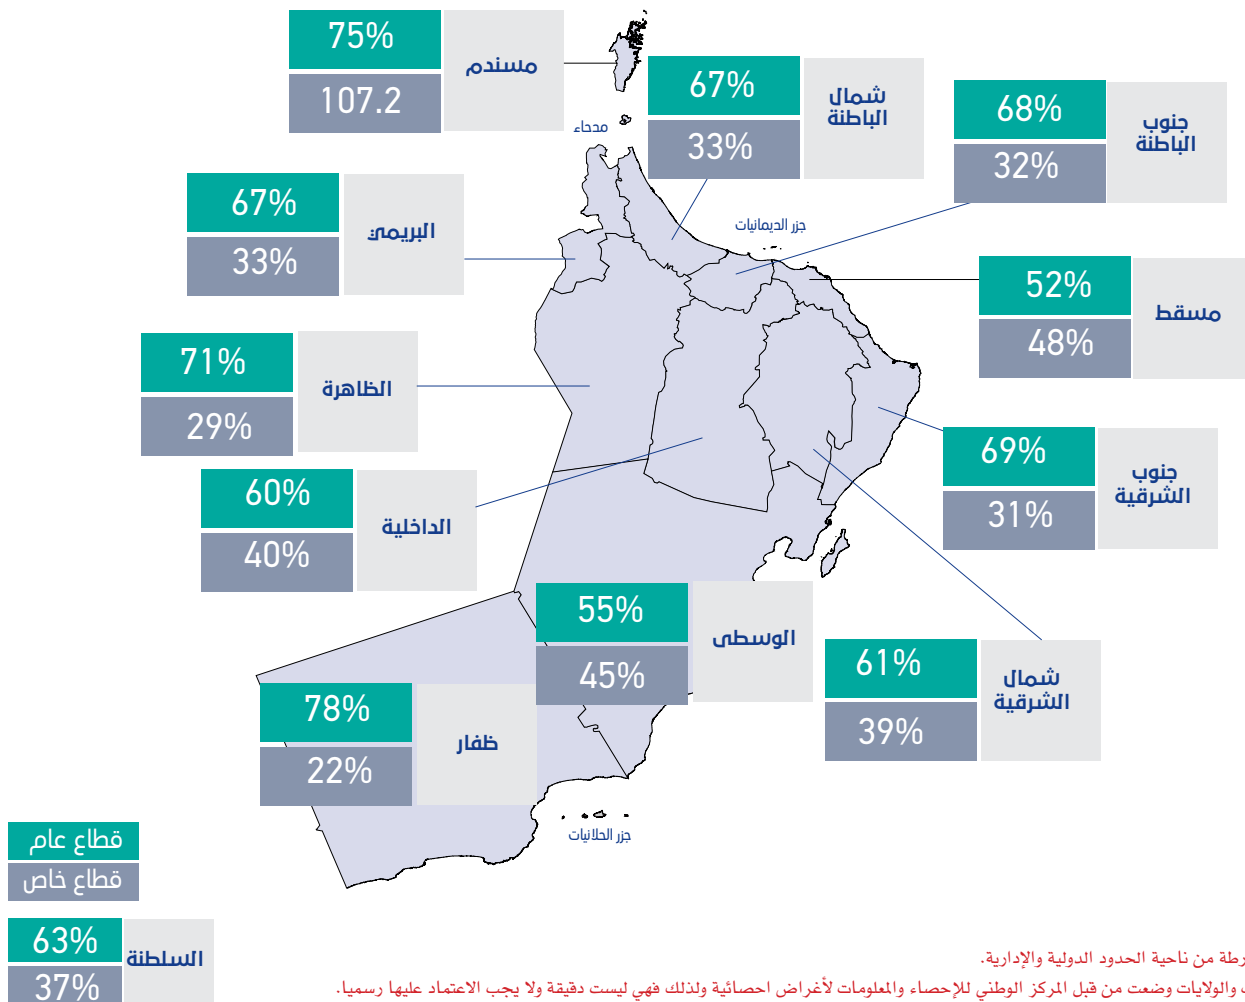 75%
مسندم
107.2
67%
شمال
الباطنة
33%
68%
جنوب
الباطنة
32%
مدحاء
67%
البريمي
33%
جزر الديمانيات
52%
مسقط
48%
71%
الظاهرة
29%
69%
جنوب
الشرقية
31%
60%
الداخلية
40%
55%
الوسطى
45%
61%
شمال
الشرقية
39%
78%
ظفار
22%
جزر الحلانيات
قطاع عام
قطاع خاص
63%
السلطنة
37%
من ناحية الحدود الدولية والإدارية.
والولايات وضعت من قبل المركز الوطني للإحصاء والمعلومات لأغراض احصائية ولذلك فهي ليست دقيقة ولا يجب الاعتماد عليها رسميا.